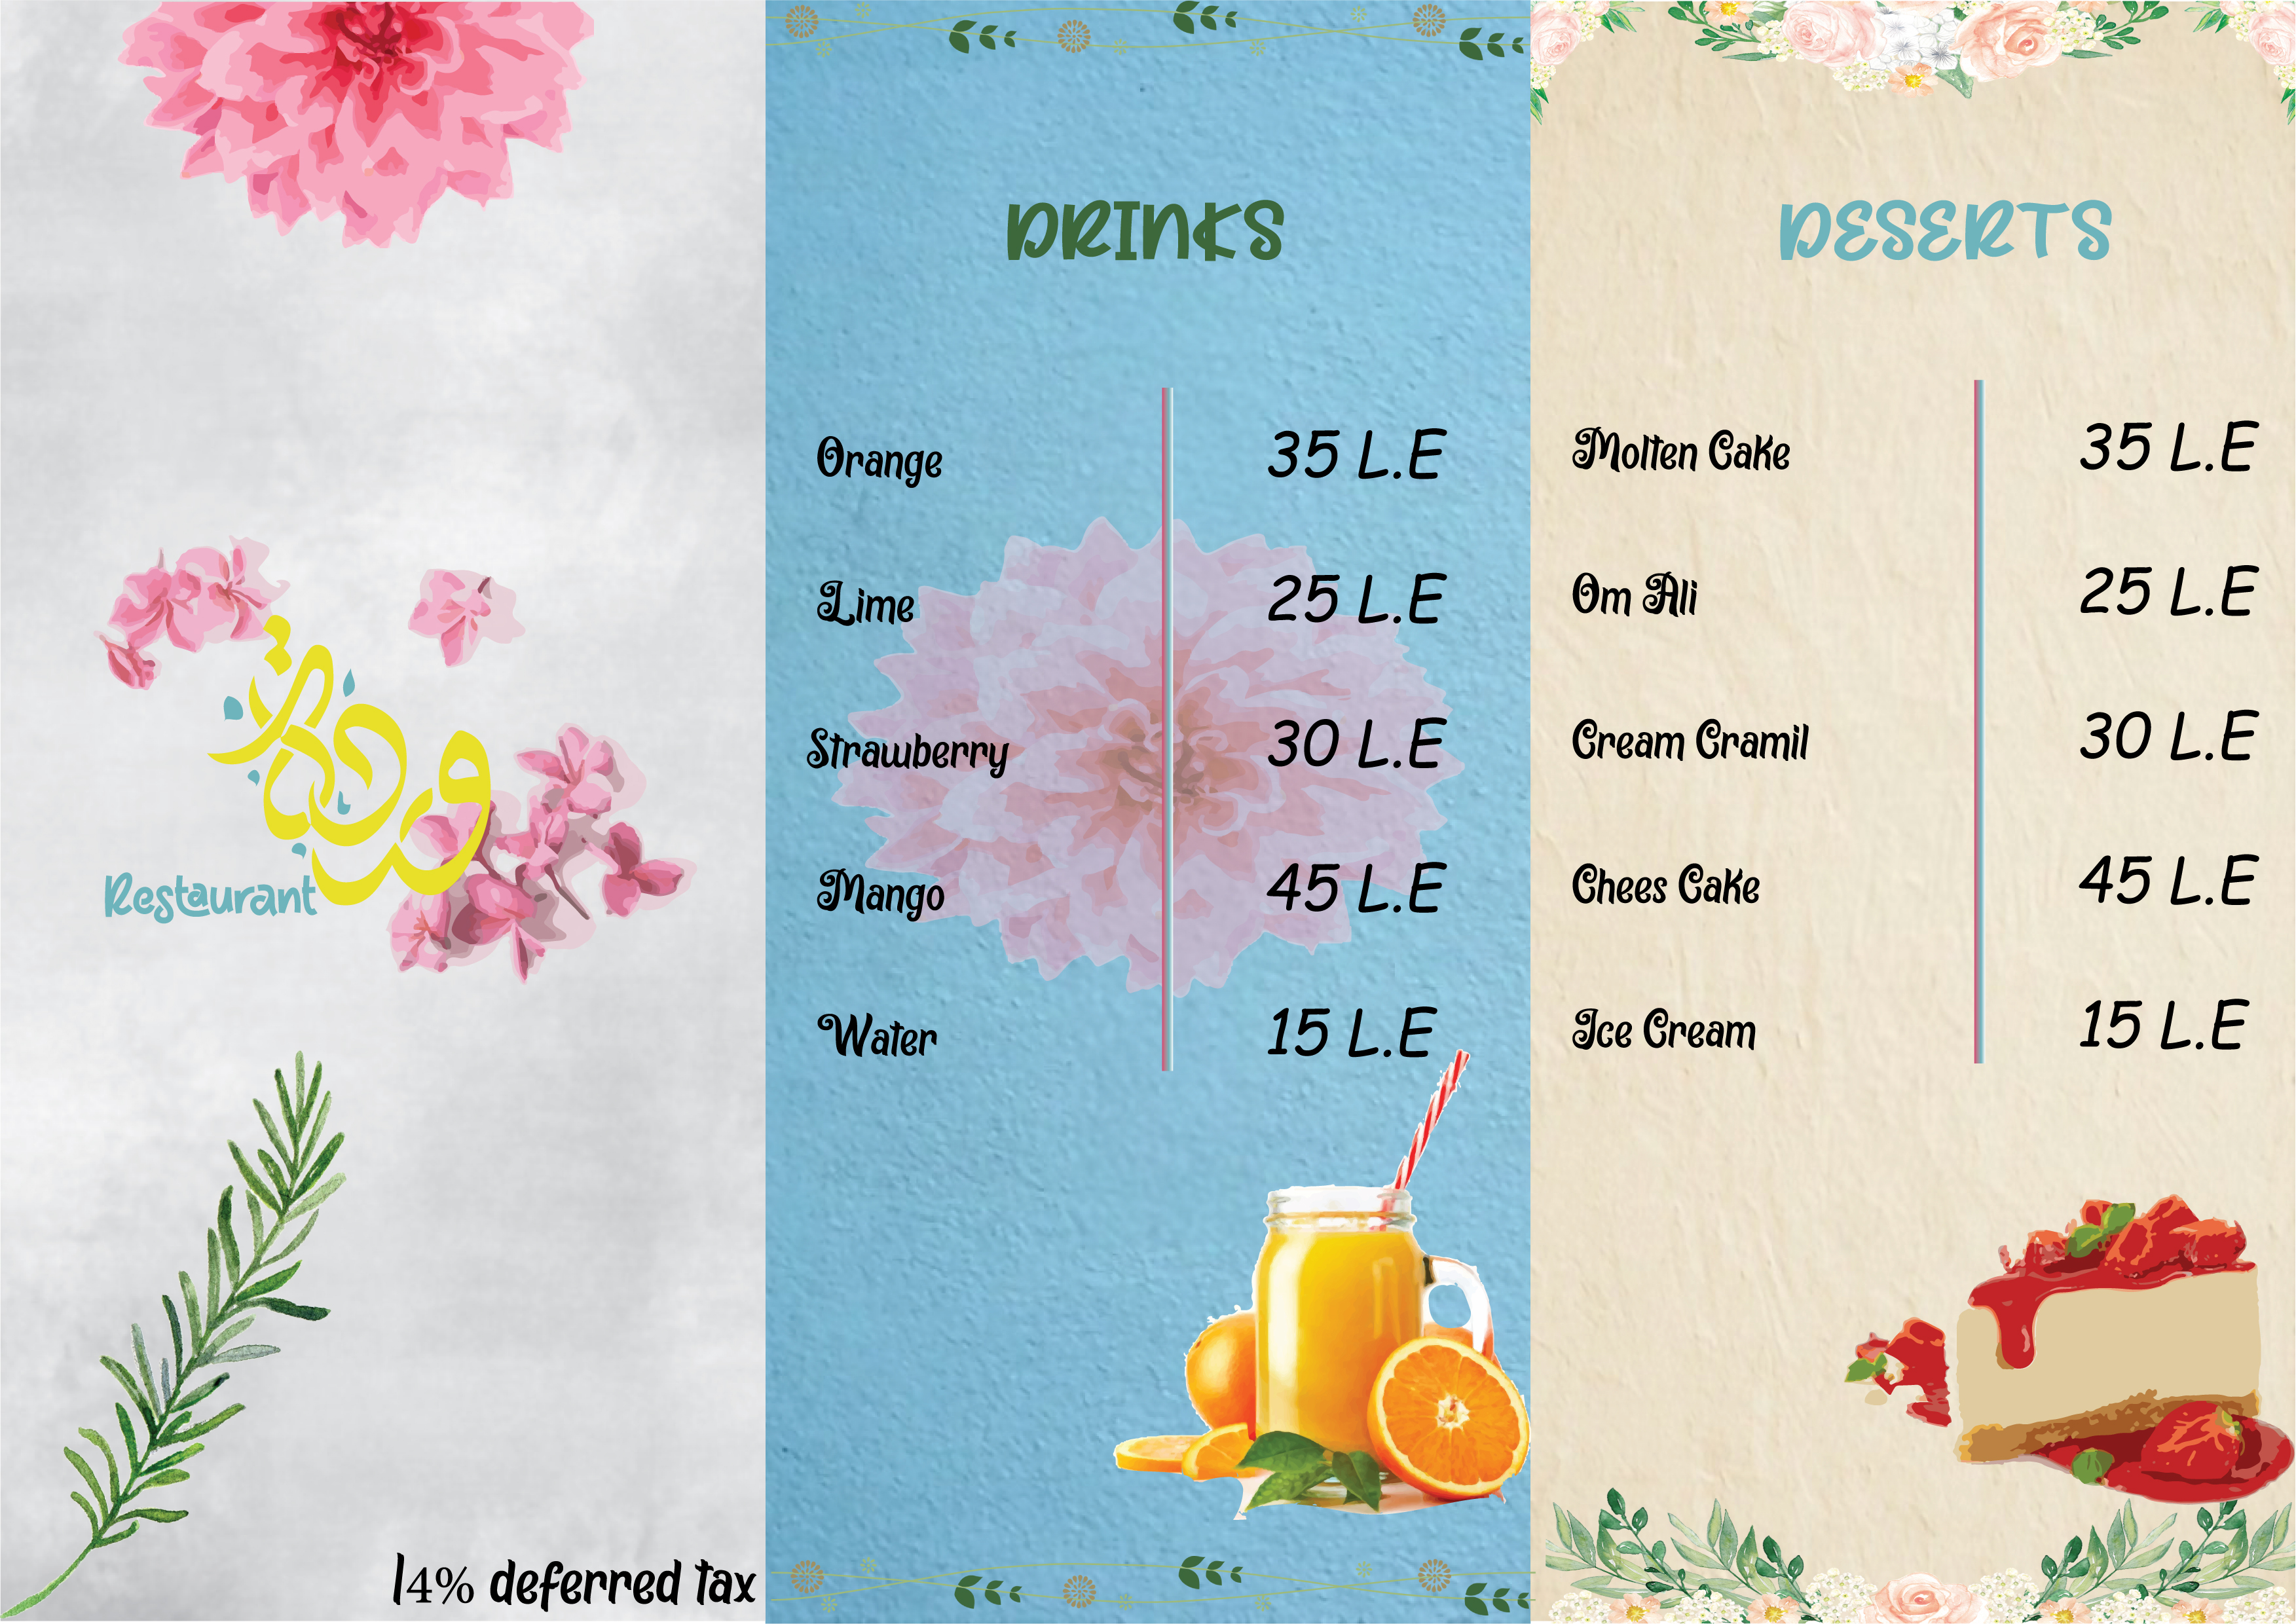 وردة
Restaurant
14% deferred tax
DRINKS
Orange 35 L.E
Lime 25 L.E
Strawberry 30 L.E
Mango 45 L.E
Water 15 L.E
DESERTS
Molten Cake 35 L.E
Om Ali 25 L.E
Cream Cramil 30 L.E
Chees Cake 45 L.E
Ice Cream 15 L.E